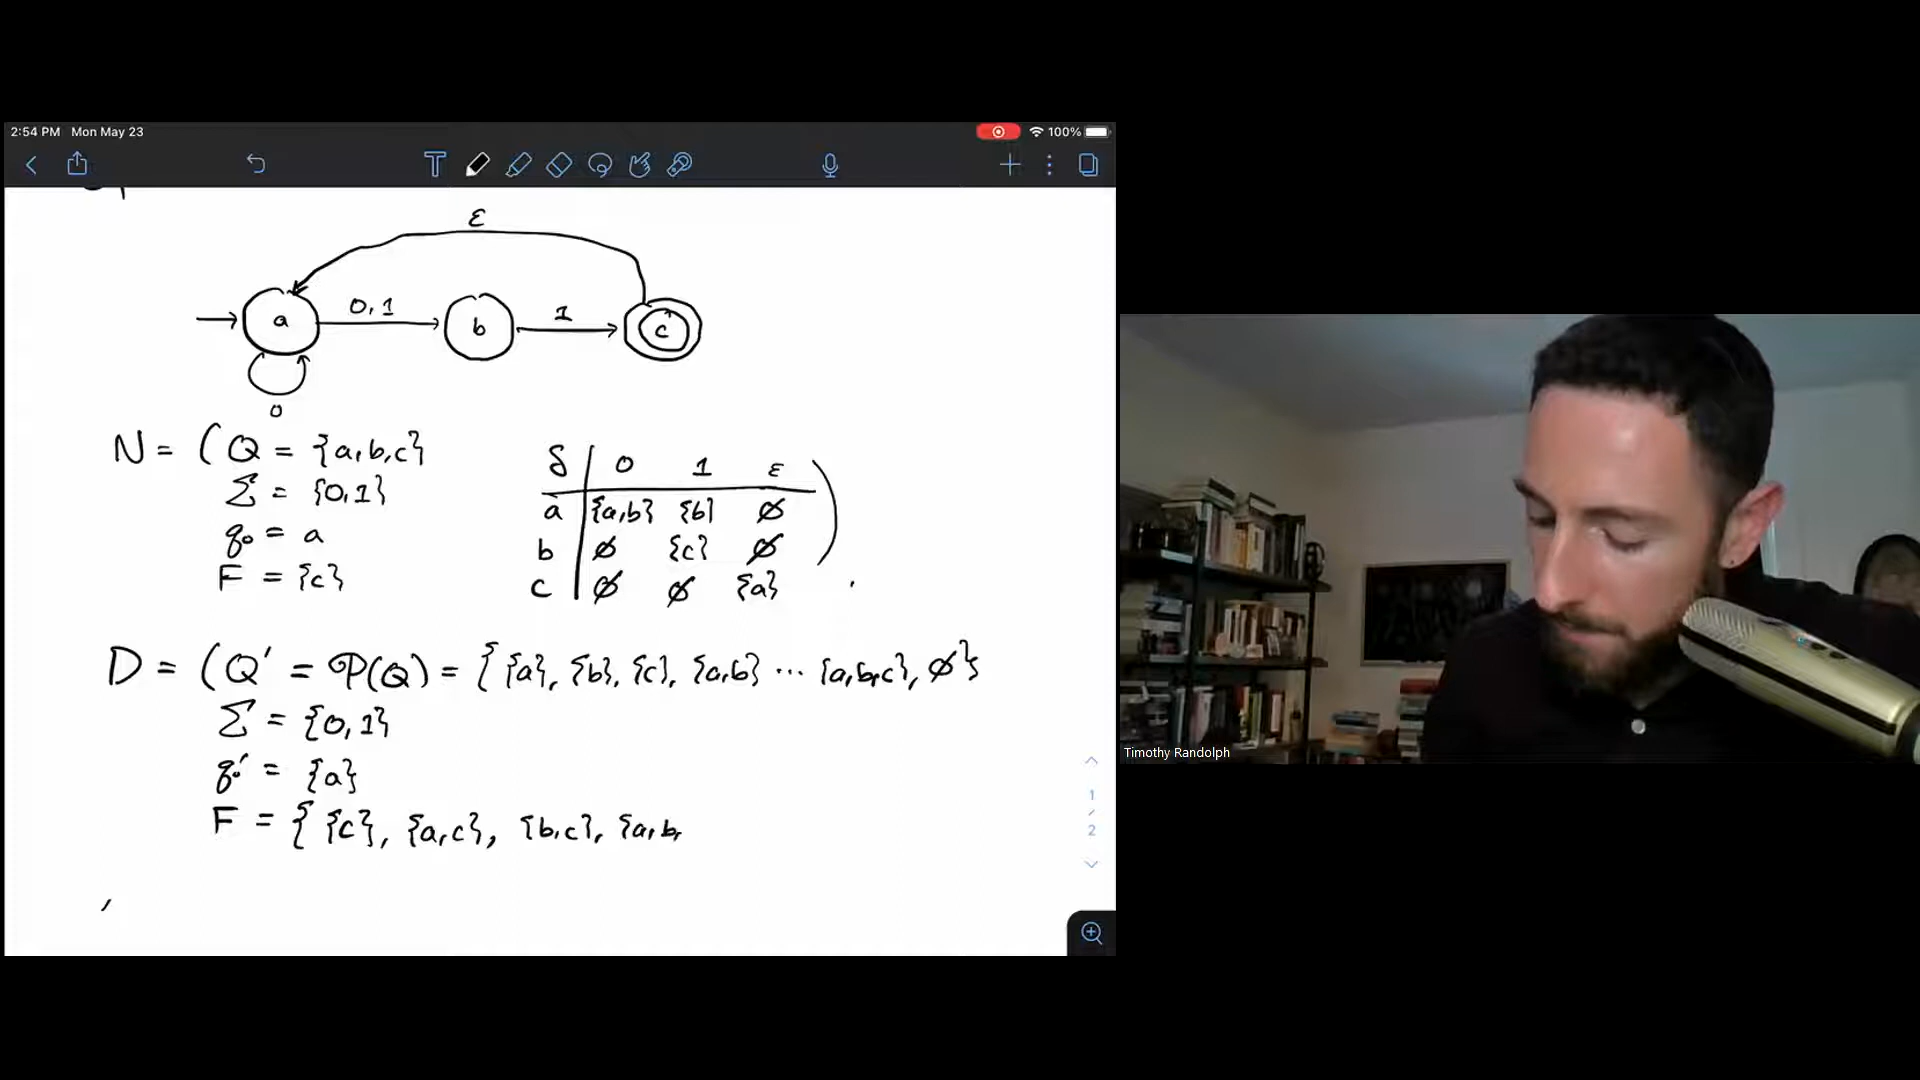 2:54 PM Mon May 23
100%
ε
0, 1
1
a
b
c
0
N = ( Q = {a,b,c}
Σ = {0,1}
q₀ = a
F = {c}
δ 0 1 ε
a {a,b} {b} ∅
b ∅ {c} ∅
c ∅ ∅ {a}
)
D = ( Q' = P(Q) = { {a}, {b}, {c}, {a,b} ... {a,b,c}, ∅ }
Σ = {0,1}
q₀' = {a}
F = { {c}, {a,c}, {b,c}, {a,b,
1
/
2
Timothy Randolph